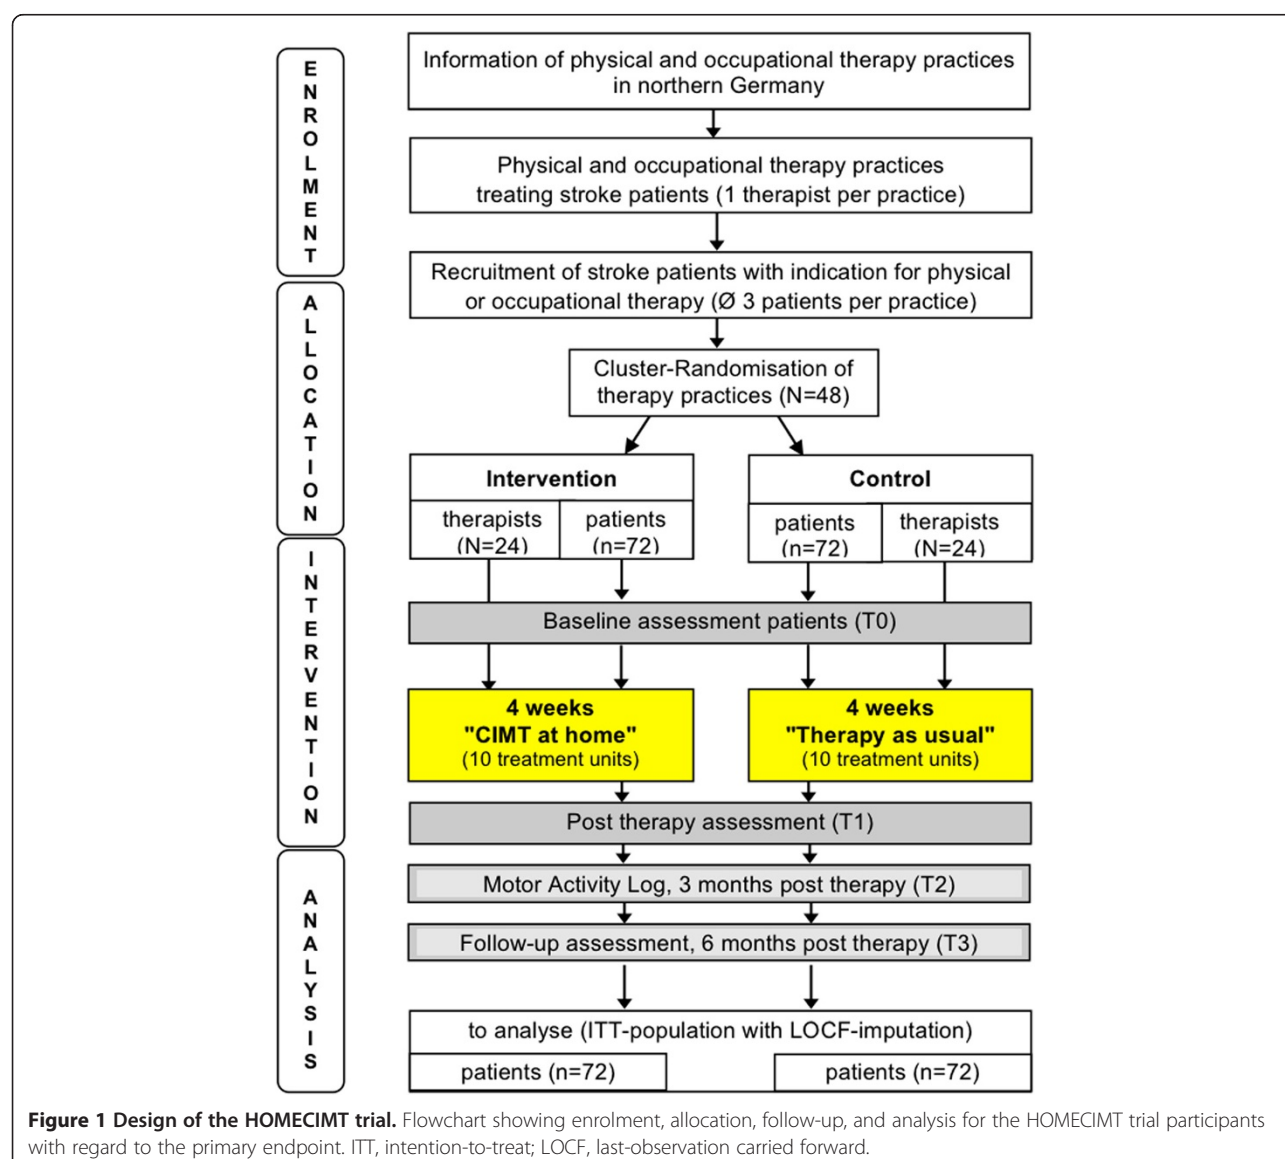 ENROLMENT
Information of physical and occupational therapy practices
in northern Germany
Physical and occupational therapy practices
treating stroke patients (1 therapist per practice)
Recruitment of stroke patients with indication for physical
or occupational therapy (Ø 3 patients per practice)
ALLOCATION
Cluster-Randomisation of
therapy practices (N=48)
Intervention
therapists
(N=24)
patients
(n=72)
Control
patients
(n=72)
therapists
(N=24)
INTERVENTION
Baseline assessment patients (T0)
4 weeks
"CIMT at home"
(10 treatment units)
4 weeks
"Therapy as usual"
(10 treatment units)
Post therapy assessment (T1)
ANALYSIS
Motor Activity Log, 3 months post therapy (T2)
Follow-up assessment, 6 months post therapy (T3)
to analyse (ITT-population with LOCF-imputation)
patients (n=72)
patients (n=72)
Figure 1 Design of the HOMECIMT trial. Flowchart showing enrolment, allocation, follow-up, and analysis for the HOMECIMT trial participants
with regard to the primary endpoint. ITT, intention-to-treat; LOCF, last-observation carried forward.